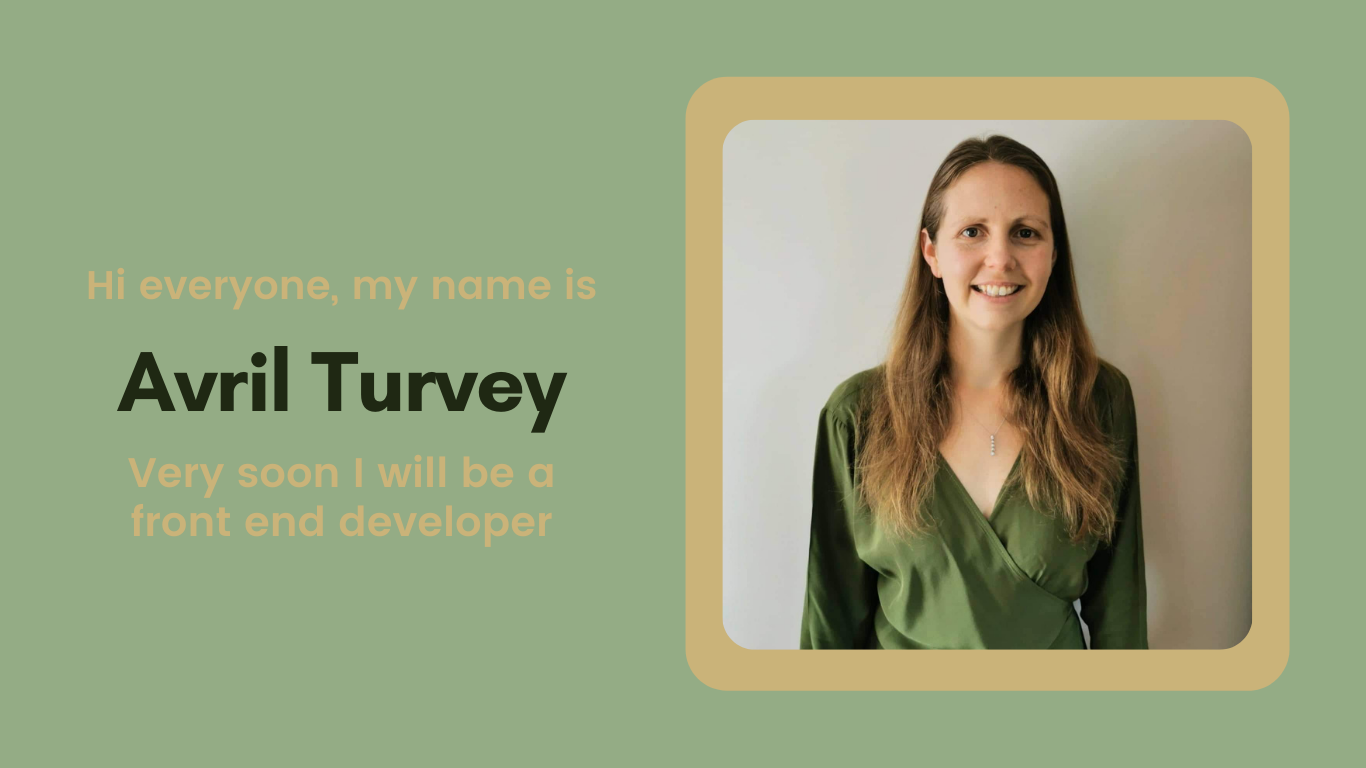 Hi everyone, my name is
Avril Turvey
Very soon I will be a
front end developer